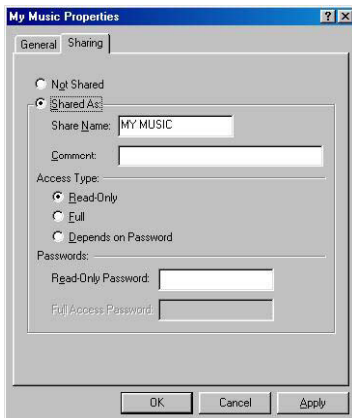 My Music Properties
General Sharing
Not Shared
Shared As:
Share Name: MY MUSIC
Comment:
Access Type:
Read-Only
Full
Depends on Password
Passwords:
Read-Only Password:
Full Access Password:
OK Cancel Apply